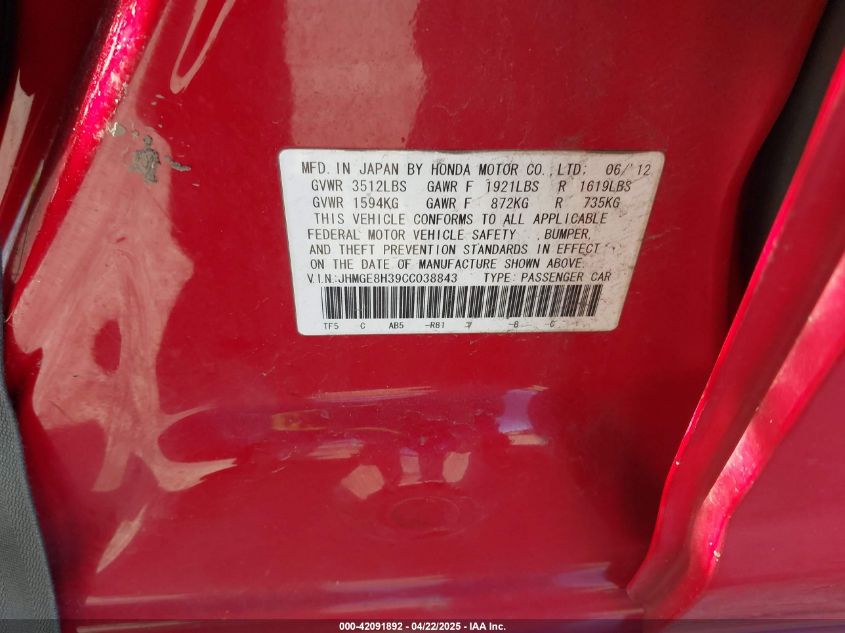 MFD. IN JAPAN BY HONDA MOTOR CO., LTD: 06/12
GVWR 3512LBS GAWR F 1921LBS R 1619LBS
GVWR 1594KG GAWR F 872KG R 735KG
THIS VEHICLE CONFORMS TO ALL APPLICABLE
FEDERAL MOTOR VEHICLE SAFETY , BUMPER,
AND THEFT PREVENTION STANDARDS IN EFFECT
ON THE DATE OF MANUFACTURE SHOWN ABOVE.
V.I.N:JHMGE8H39CC038843 TYPE: PASSENGER CAR
TF5 C AB5 -R81
000-42091892 - 04/22/2025 - IAA Inc.